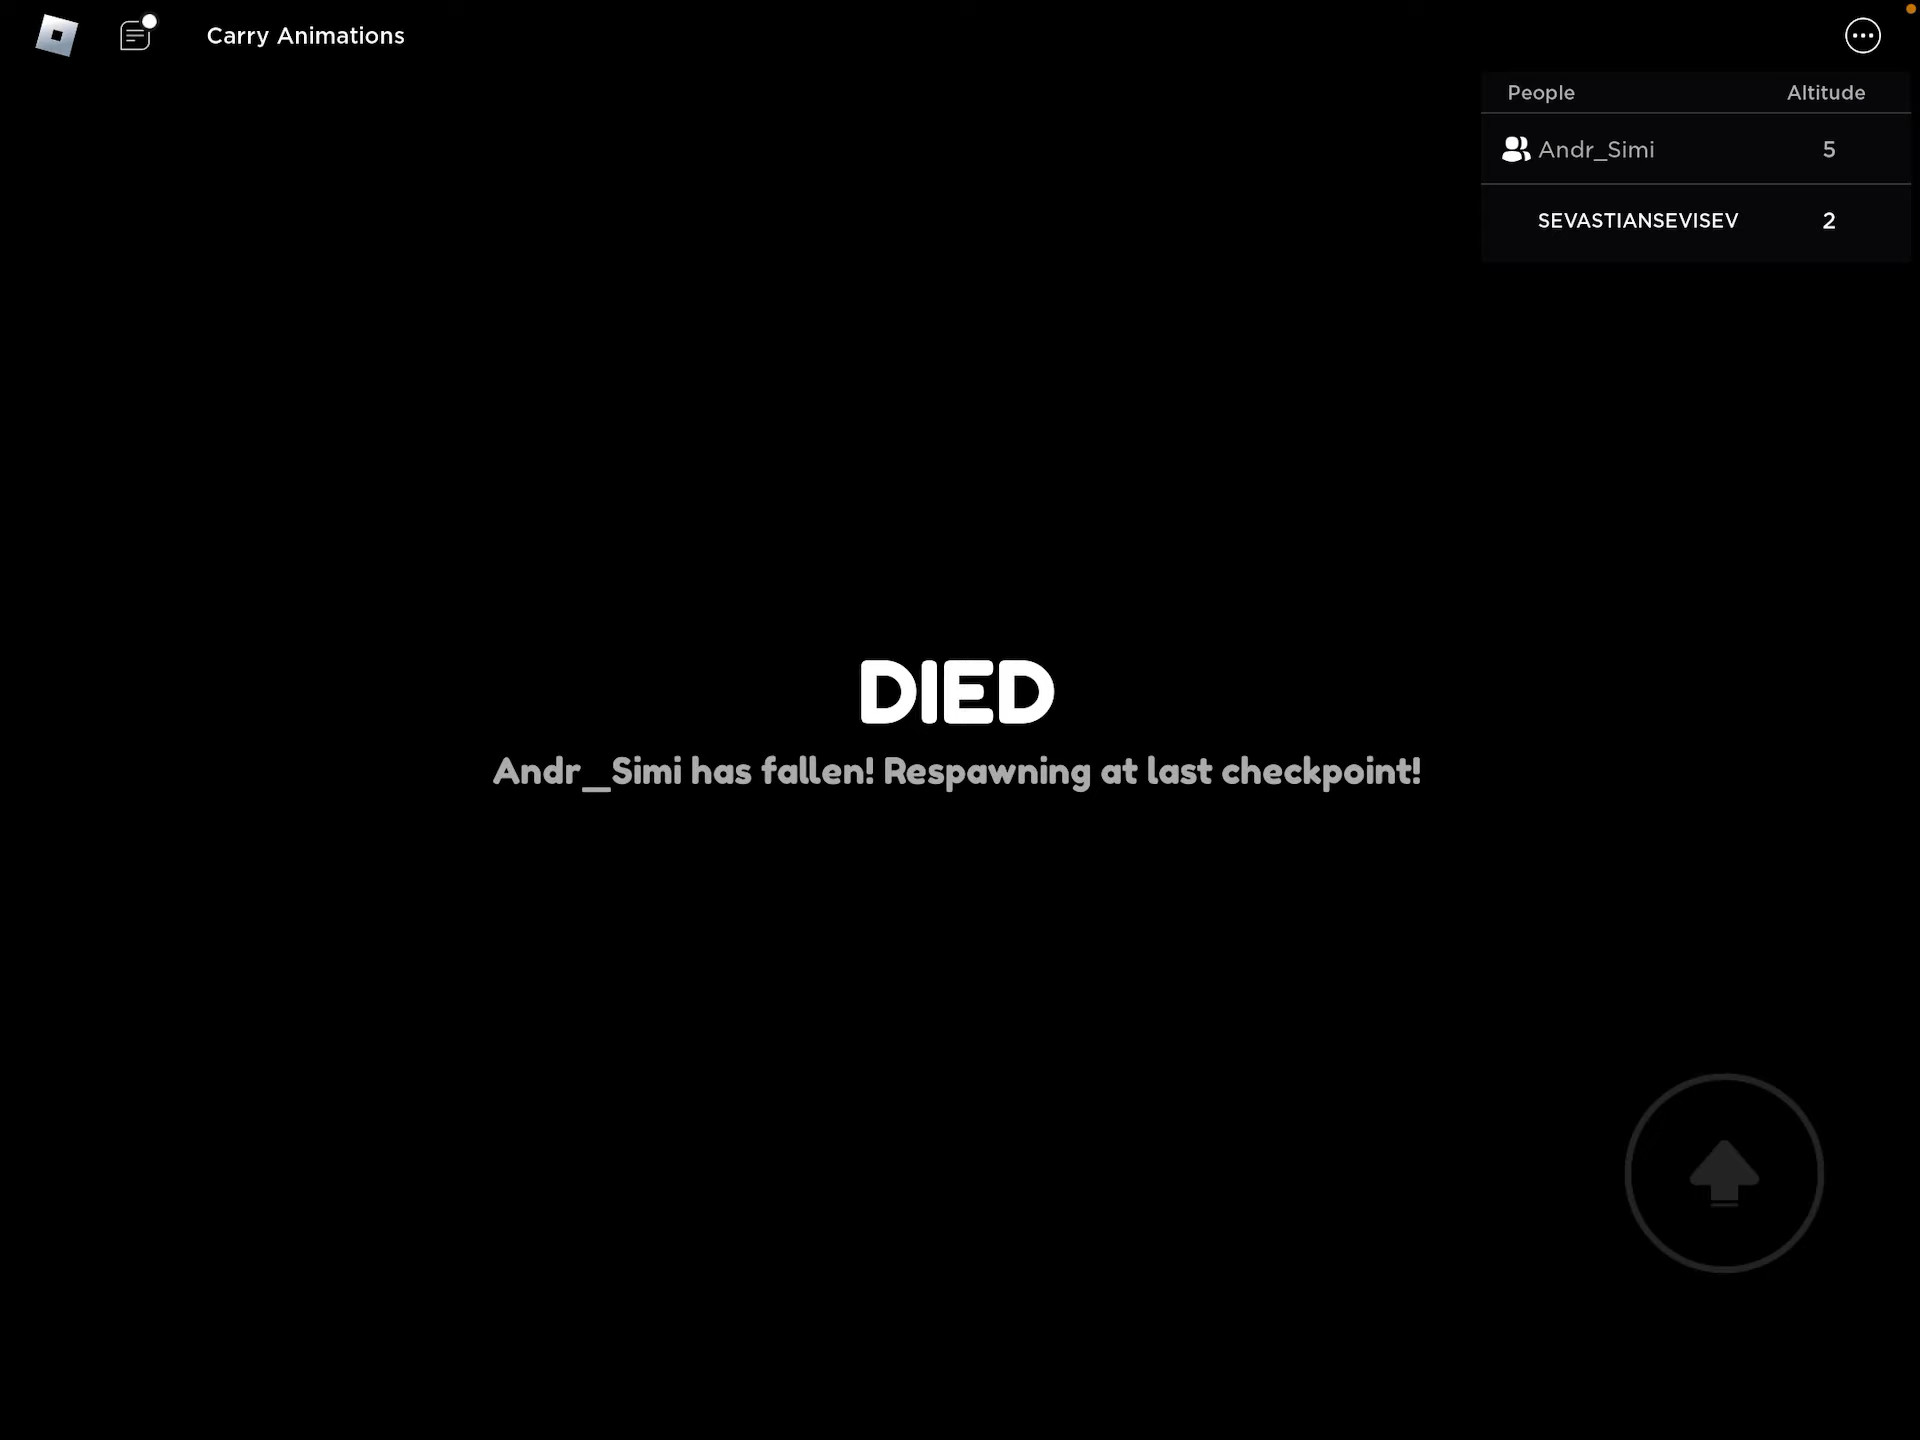 Carry Animations
People Altitude
Andr_Simi 5
SEVASTIANSEVISEV 2
DIED
Andr_Simi has fallen! Respawning at last checkpoint!